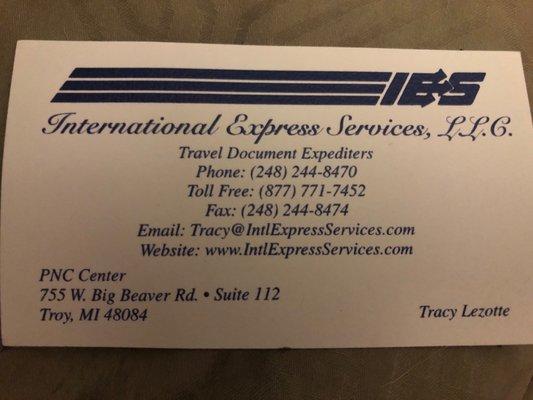 IES
International Express Services, L.L.C.
Travel Document Expediters
Phone: (248) 244-8470
Toll Free: (877) 771-7452
Fax: (248) 244-8474
Email: Tracy@IntlExpressServices.com
Website: www.IntlExpressServices.com
PNC Center
755 W. Big Beaver Rd. • Suite 112
Troy, MI 48084
Tracy Lezotte